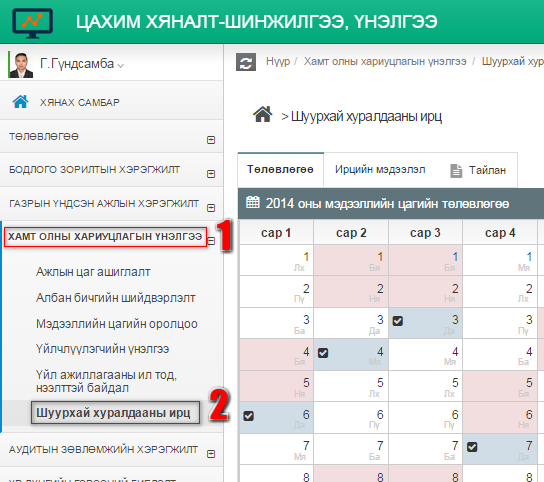 ЦАХИМ ХЯНАЛТ-ШИНЖИЛГЭЭ, ҮНЭЛГЭЭ
Г.Гүндсамба
ХЯНАХ САМБАР
ТӨЛӨВЛӨГӨӨ
БОДЛОГО ЗОРИЛТЫН ХЭРЭГЖИЛТ
ГАЗРЫН ҮНДСЭН АЖЛЫН ХЭРЭГЖИЛТ
ХАМТ ОЛНЫ ХАРИУЦЛАГЫН ҮНЭЛГЭЭ 1
Ажлын цаг ашиглалт
Албан бичгийн шийдвэрлэлт
Мэдээллийн цагийн оролцоо
Үйлчлүүлэгчийн үнэлгээ
Үйл ажиллагааны ил тод,
нээлттэй байдал
Шуурхай хуралдааны ирц 2
АУДИТЫН ЗӨВЛӨМЖИЙН ХЭРЭГЖИЛТ
Нүүр / Хамт олны хариуцлагын үнэлгээ / Шуурхай хур
> Шуурхай хуралдааны ирц
Төлөвлөгөө Ирцийн мэдээлэл Тайлан
2014 оны мэдээллийн цагийн төлөвлөгөө
сар 1 сар 2 сар 3 сар 4
1 1 1 1
Лх Бя Бя Мя
2 2 2 2
Пү Ня Ня Лх
3 3 3 3
Ба Да Да Пү
4 4 4 4
Бя Мя Мя Ба
5 5 5 5
Ня Лх Лх Бя
6 6 6 6
Да Пү Пү Ня
7 7 7 7
Мя Ба Ба Да
8 8 8 8